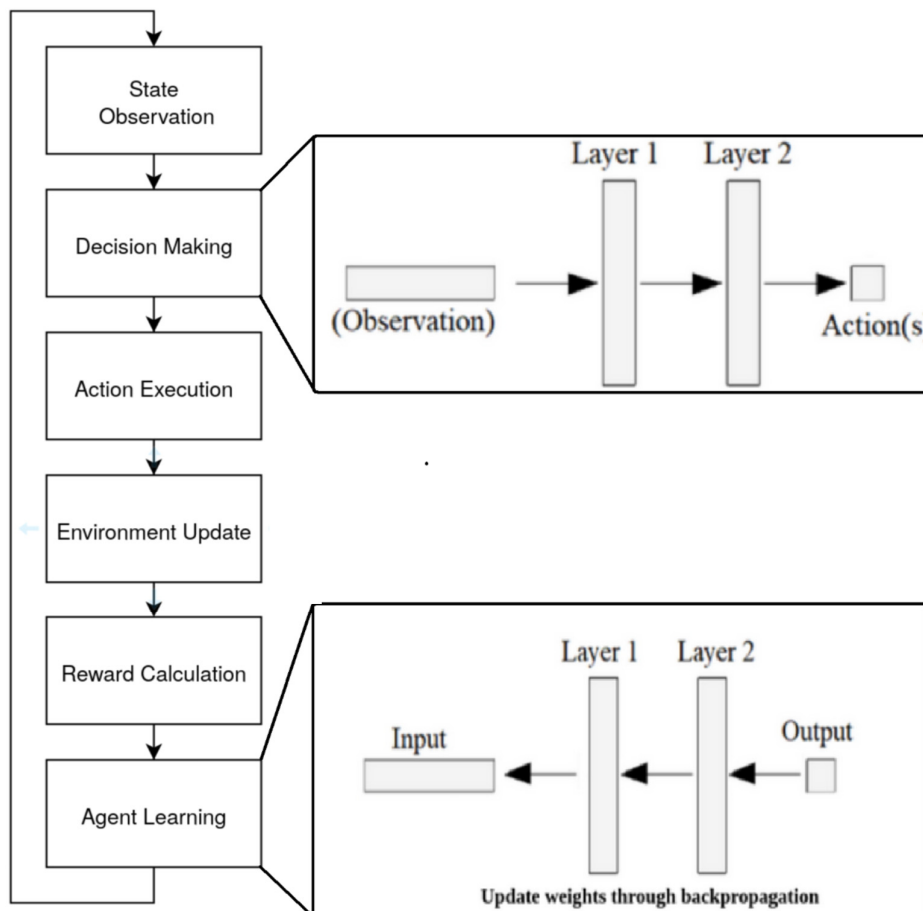 State
Observation
Decision Making
Action Execution
Environment Update
Reward Calculation
Agent Learning
Layer 1 Layer 2
(Observation)
Action(s
Layer 1 Layer 2
Input
Output
Update weights through backpropagation